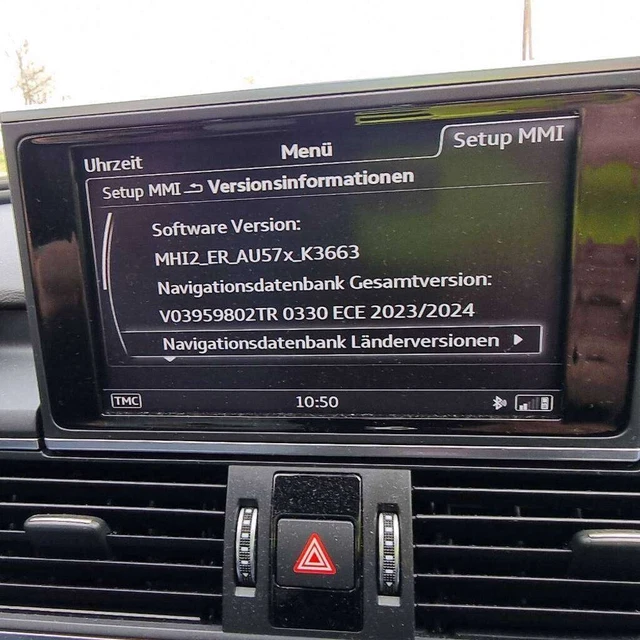 Uhrzeit
Menü
Setup MMI
Setup MMI Versionsinformationen
Software Version:
MHI2_ER_AU57x_K3663
Navigationsdatenbank Gesamtversion:
V03959802TR 0330 ECE 2023/2024
Navigationsdatenbank Länderversionen
TMC
10:50